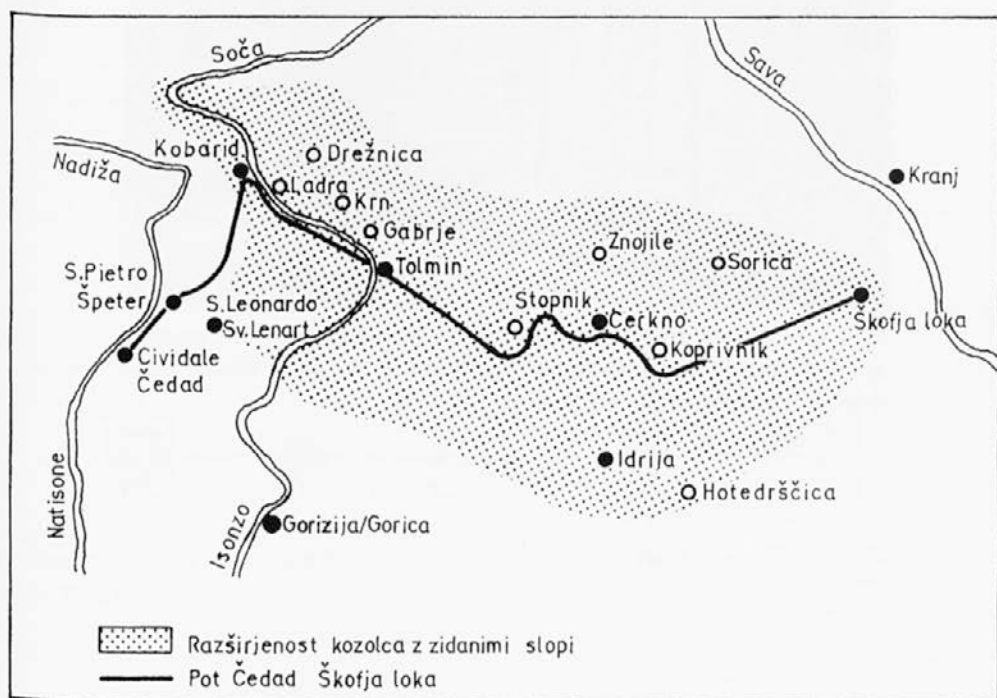 Soča
Sava
Nadiža
Kobarid
Drežnica
Ladra
Krn
Kranj
Gabrje
Znojile
Sorica
S.Pietro
Špeter
Tolmin
S.Leonardo
Sv.Lenart
Stopnik
Cerkno
Škofja loka
Koprivnik
Cividale
Čedad
Idrija
Hotedrščica
Natisone
Isonzo
Gorizija/Gorica
Razširjenost kozolca z zidanimi slopi
Pot Čedad Škofja loka